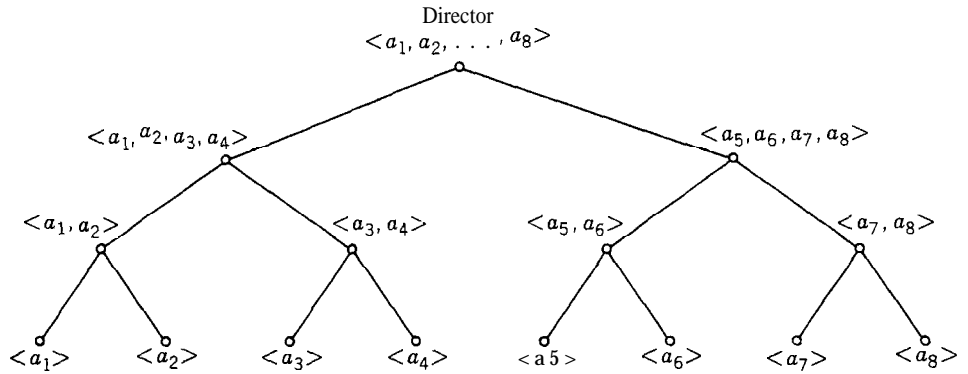 Director
<a₁, a₂, . . . , a₈>
<a₁, a₂, a₃, a₄> <a₅, a₆, a₇, a₈>
<a₁, a₂> <a₃, a₄> <a₅, a₆> <a₇, a₈>
<a₁> <a₂> <a₃> <a₄> <a5> <a₆> <a₇> <a₈>